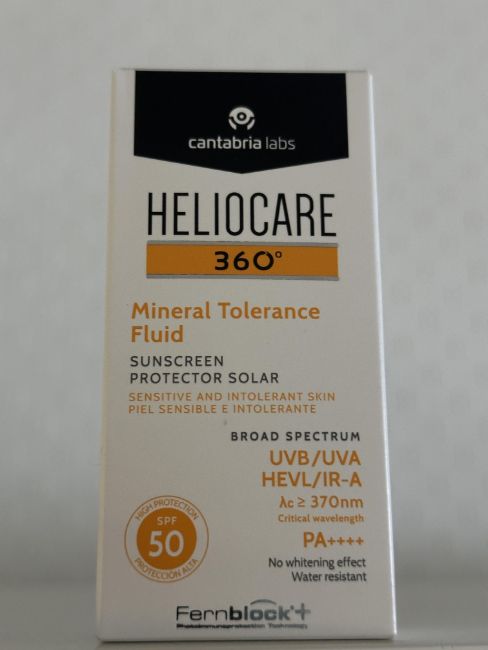 cantabria labs
HELIOCARE
360°
Mineral Tolerance
Fluid
SUNSCREEN
PROTECTOR SOLAR
SENSITIVE AND INTOLERANT SKIN
PIEL SENSIBLE E INTOLERANTE
BROAD SPECTRUM
UVB/UVA
HEVL/IR-A
λc ≥ 370nm
Critical wavelength
PA++++
No whitening effect
Water resistant
HIGH PROTECTION
SPF
50
PROTECCIÓN ALTA
Fernblock®+
Photoimmunoprotection Technology